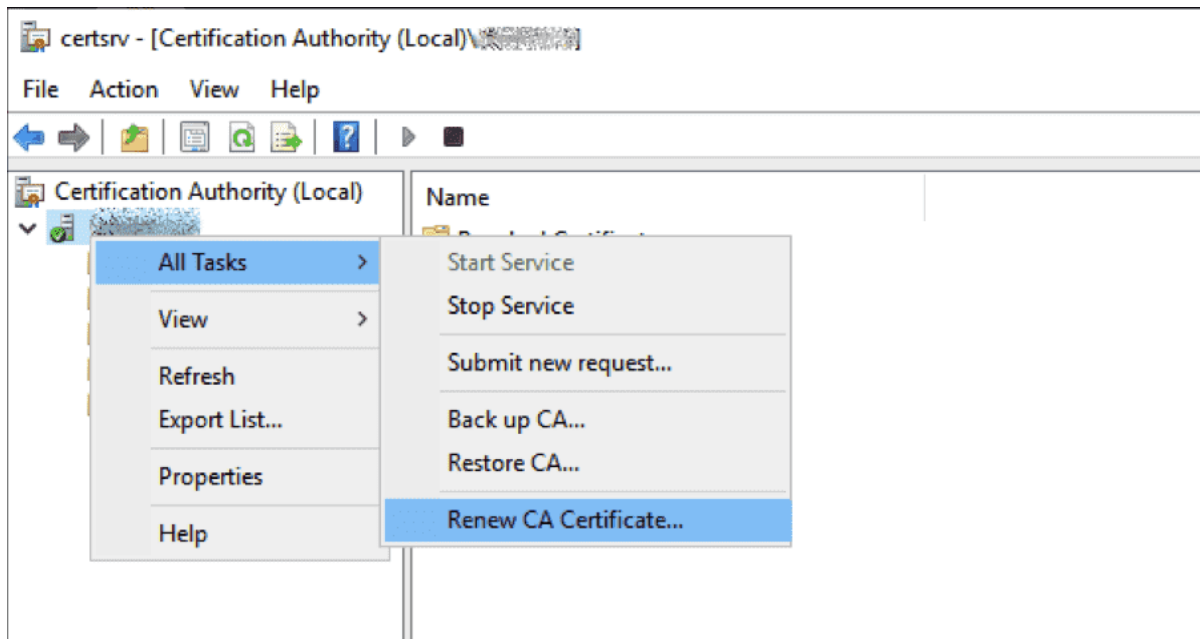 certsrv - [Certification Authority (Local)\
File Action View Help
Certification Authority (Local)
Name
All Tasks
View
Refresh
Export List...
Properties
Help
Start Service
Stop Service
Submit new request...
Back up CA...
Restore CA...
Renew CA Certificate...